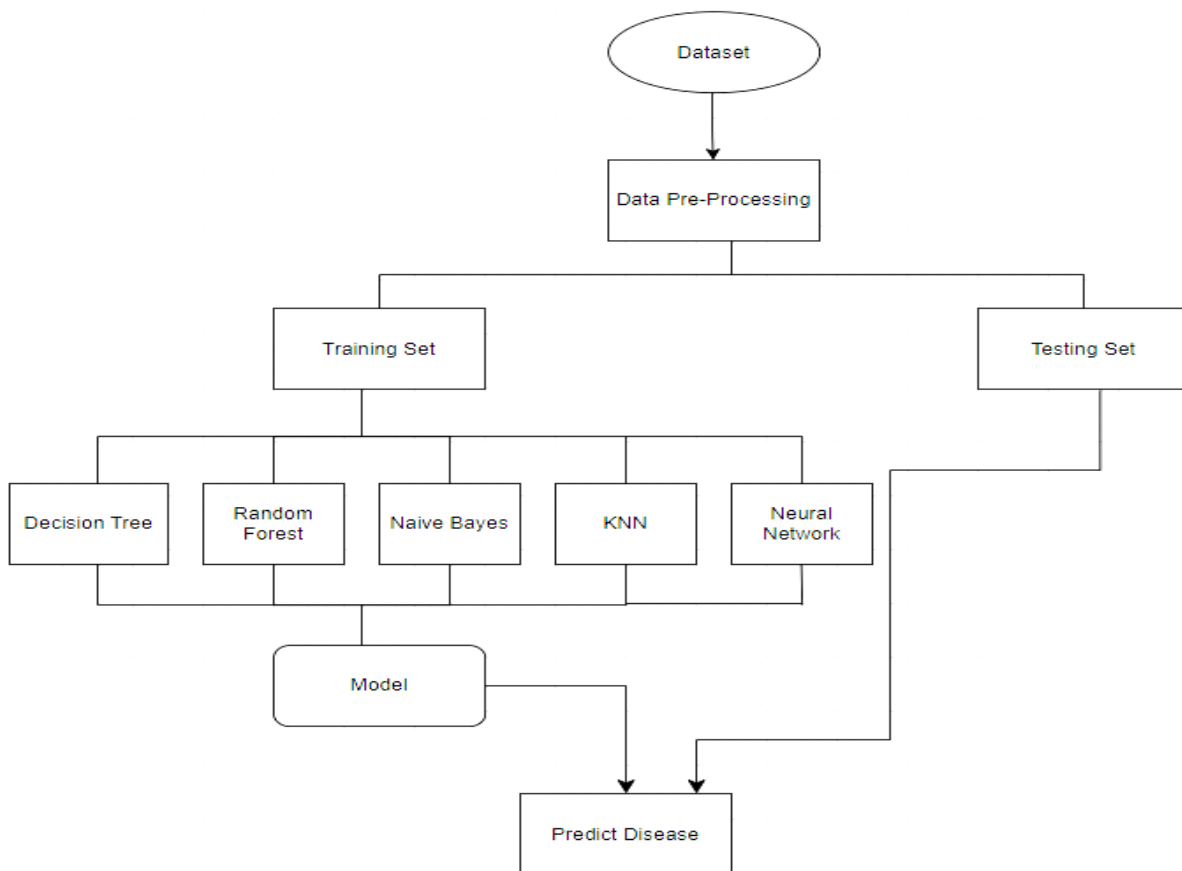 Dataset
Data Pre-Processing
Training Set
Testing Set
Decision Tree
Random
Forest
Naive Bayes
KNN
Neural
Network
Model
Predict Disease